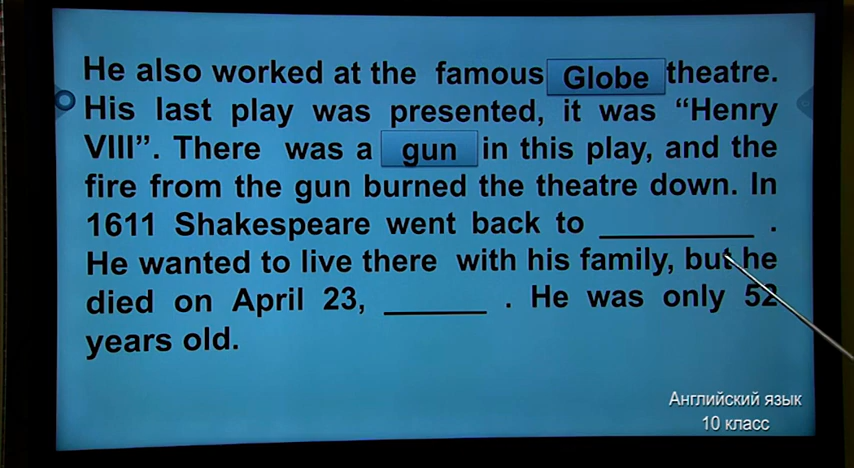 He also worked at the famous Globe theatre.
His last play was presented, it was “Henry
VIII”. There was a gun in this play, and the
fire from the gun burned the theatre down. In
1611 Shakespeare went back to __________ .
He wanted to live there with his family, but he
died on April 23, _______ . He was only 52
years old.
Английский язык
10 класс